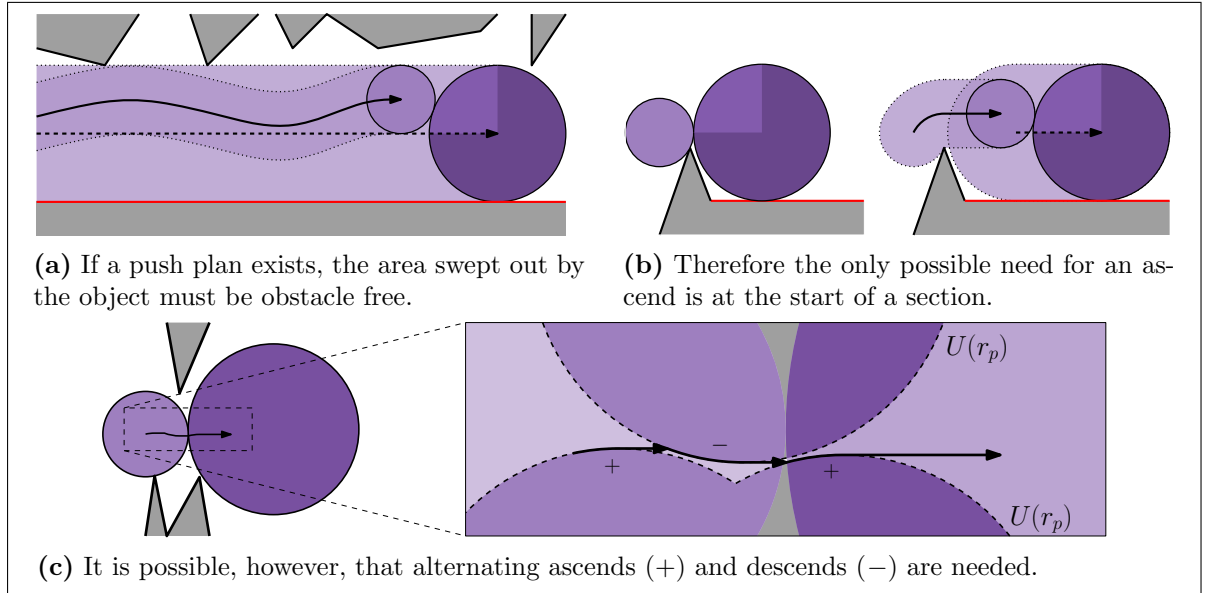 (a) If a push plan exists, the area swept out by
the object must be obstacle free.
(b) Therefore the only possible need for an as-
cend is at the start of a section.
U(r_p)
−
+
+
U(r_p)
(c) It is possible, however, that alternating ascends (+) and descends (−) are needed.